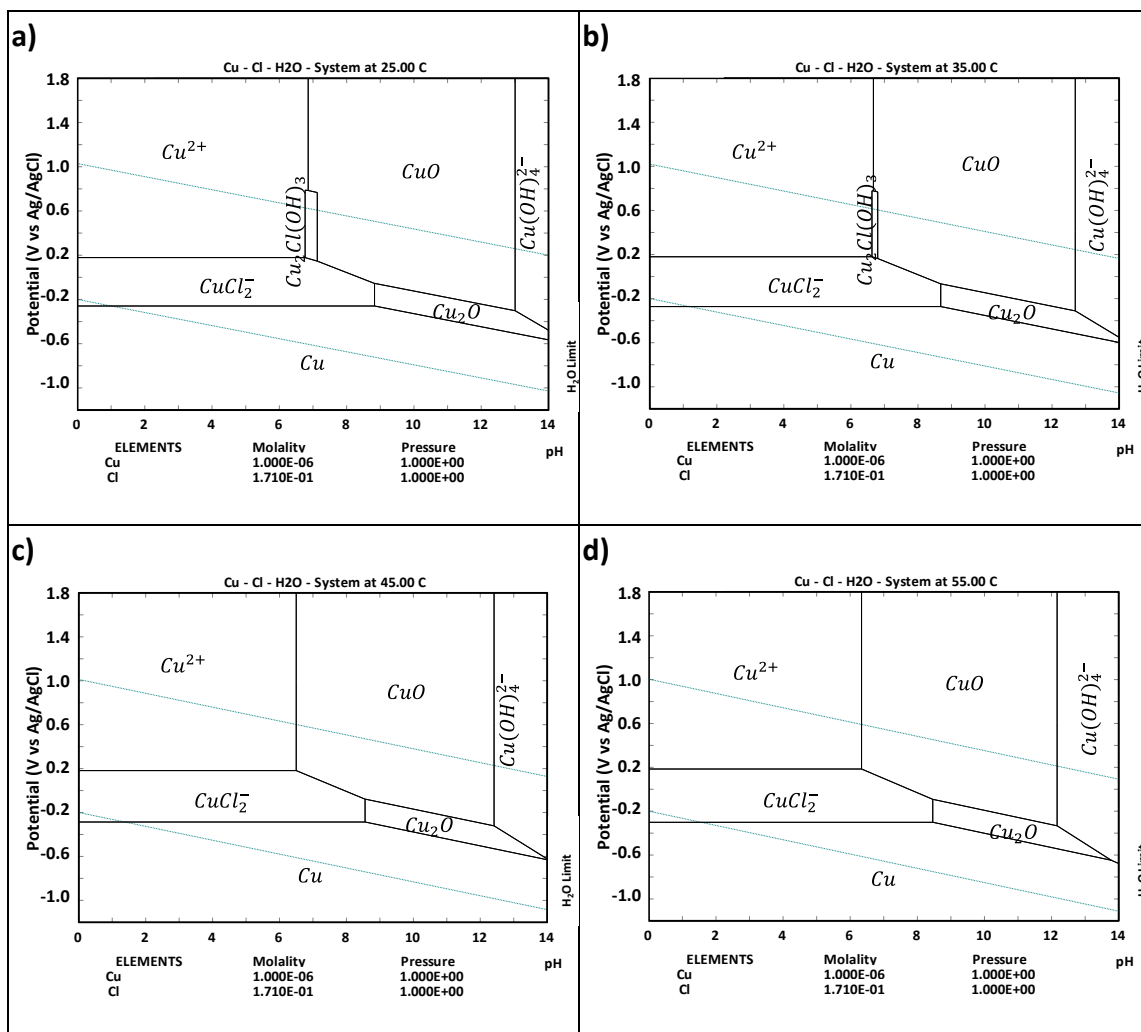 a)
Cu - Cl - H2O - System at 25.00 C
Potential (V vs Ag/AgCl)
1.8
1.4
1.0
0.6
0.2
-0.2
-0.6
-1.0
Cu²⁺
Cu₂Cl(OH)₃
CuO
Cu(OH)₄²⁻
CuCl₂⁻
Cu₂O
Cu
H₂O Limit
0 2 4 6 8 10 12 14
pH
ELEMENTS Molality Pressure
Cu 1.000E-06 1.000E+00
Cl 1.710E-01 1.000E+00
b)
Cu - Cl - H2O - System at 35.00 C
Potential (V vs Ag/AgCl)
1.8
1.4
1.0
0.6
0.2
-0.2
-0.6
-1.0
Cu²⁺
Cu₂Cl(OH)₃
CuO
Cu(OH)₄²⁻
CuCl₂⁻
Cu₂O
Cu
H₂O Limit
0 2 4 6 8 10 12 14
pH
ELEMENTS Molality Pressure
Cu 1.000E-06 1.000E+00
Cl 1.710E-01 1.000E+00
c)
Cu - Cl - H2O - System at 45.00 C
Potential (V vs Ag/AgCl)
1.8
1.4
1.0
0.6
0.2
-0.2
-0.6
-1.0
Cu²⁺
CuO
Cu(OH)₄²⁻
CuCl₂⁻
Cu₂O
Cu
H₂O Limit
0 2 4 6 8 10 12 14
pH
ELEMENTS Molality Pressure
Cu 1.000E-06 1.000E+00
Cl 1.710E-01 1.000E+00
d)
Cu - Cl - H2O - System at 55.00 C
Potential (V vs Ag/AgCl)
1.8
1.4
1.0
0.6
0.2
-0.2
-0.6
-1.0
Cu²⁺
CuO
Cu(OH)₄²⁻
CuCl₂⁻
Cu₂O
Cu
H₂O Limit
0 2 4 6 8 10 12 14
pH
ELEMENTS Molality Pressure
Cu 1.000E-06 1.000E+00
Cl 1.710E-01 1.000E+00